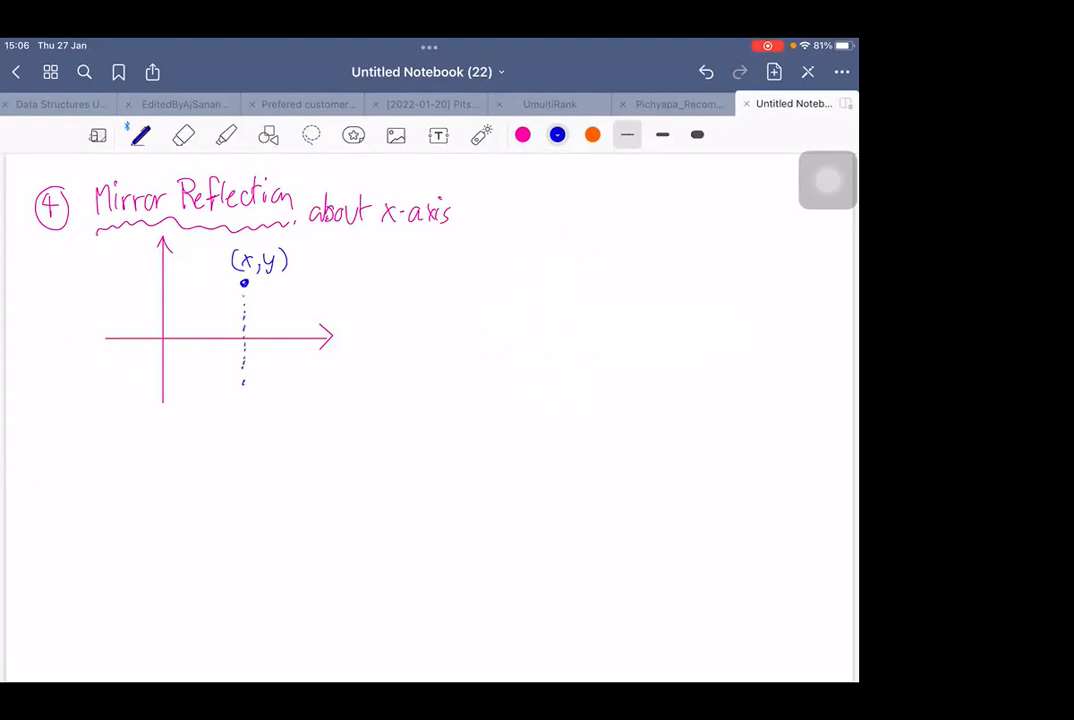 15:06 Thu 27 Jan
81%
Untitled Notebook (22)
Data Structures U...
EditedByAjSanan...
Prefered customer...
[2022-01-20] Pits...
UmultiRank
Pichyapa_Recom...
Untitled Noteb...
T
4 Mirror Reflection about x-axis
(x,y)